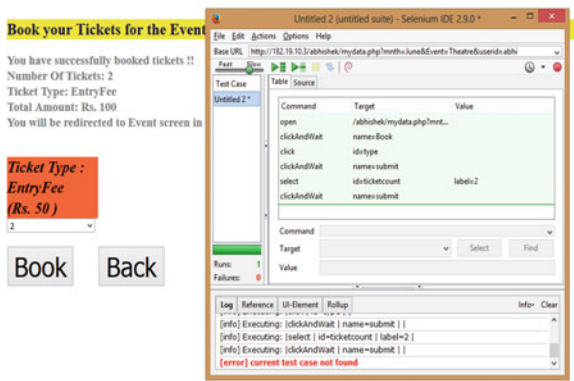 Book your Tickets for the Event
You have successfully booked tickets !!
Number Of Tickets: 2
Ticket Type: EntryFee
Total Amount: Rs. 100
You will be redirected to Event screen in
Ticket Type :
EntryFee
(Rs. 50 )
2
Book Back
Untitled 2 (untitled suite) - Selenium IDE 2.9.0 *
File Edit Actions Options Help
Base URL http://182.19.10.3/abhishek/mydata.php?mnth=June&Event=Theatre&userid=abhi
Fast Slow
Test Case
Untitled 2 *
Table Source
Command Target Value
open /abhishek/mydata.php?mnt...
clickAndWait name=Book
click id=type
clickAndWait name=submit
select id=ticketcount label=2
clickAndWait name=submit
Command
Target Select Find
Value
Runs: 1
Failures: 0
Log Reference UI-Element Rollup Info Clear
[info] Executing: |clickAndWait | name=submit | |
[info] Executing: |select | id=ticketcount | label=2 |
[info] Executing: |clickAndWait | name=submit | |
[error] current test case not found